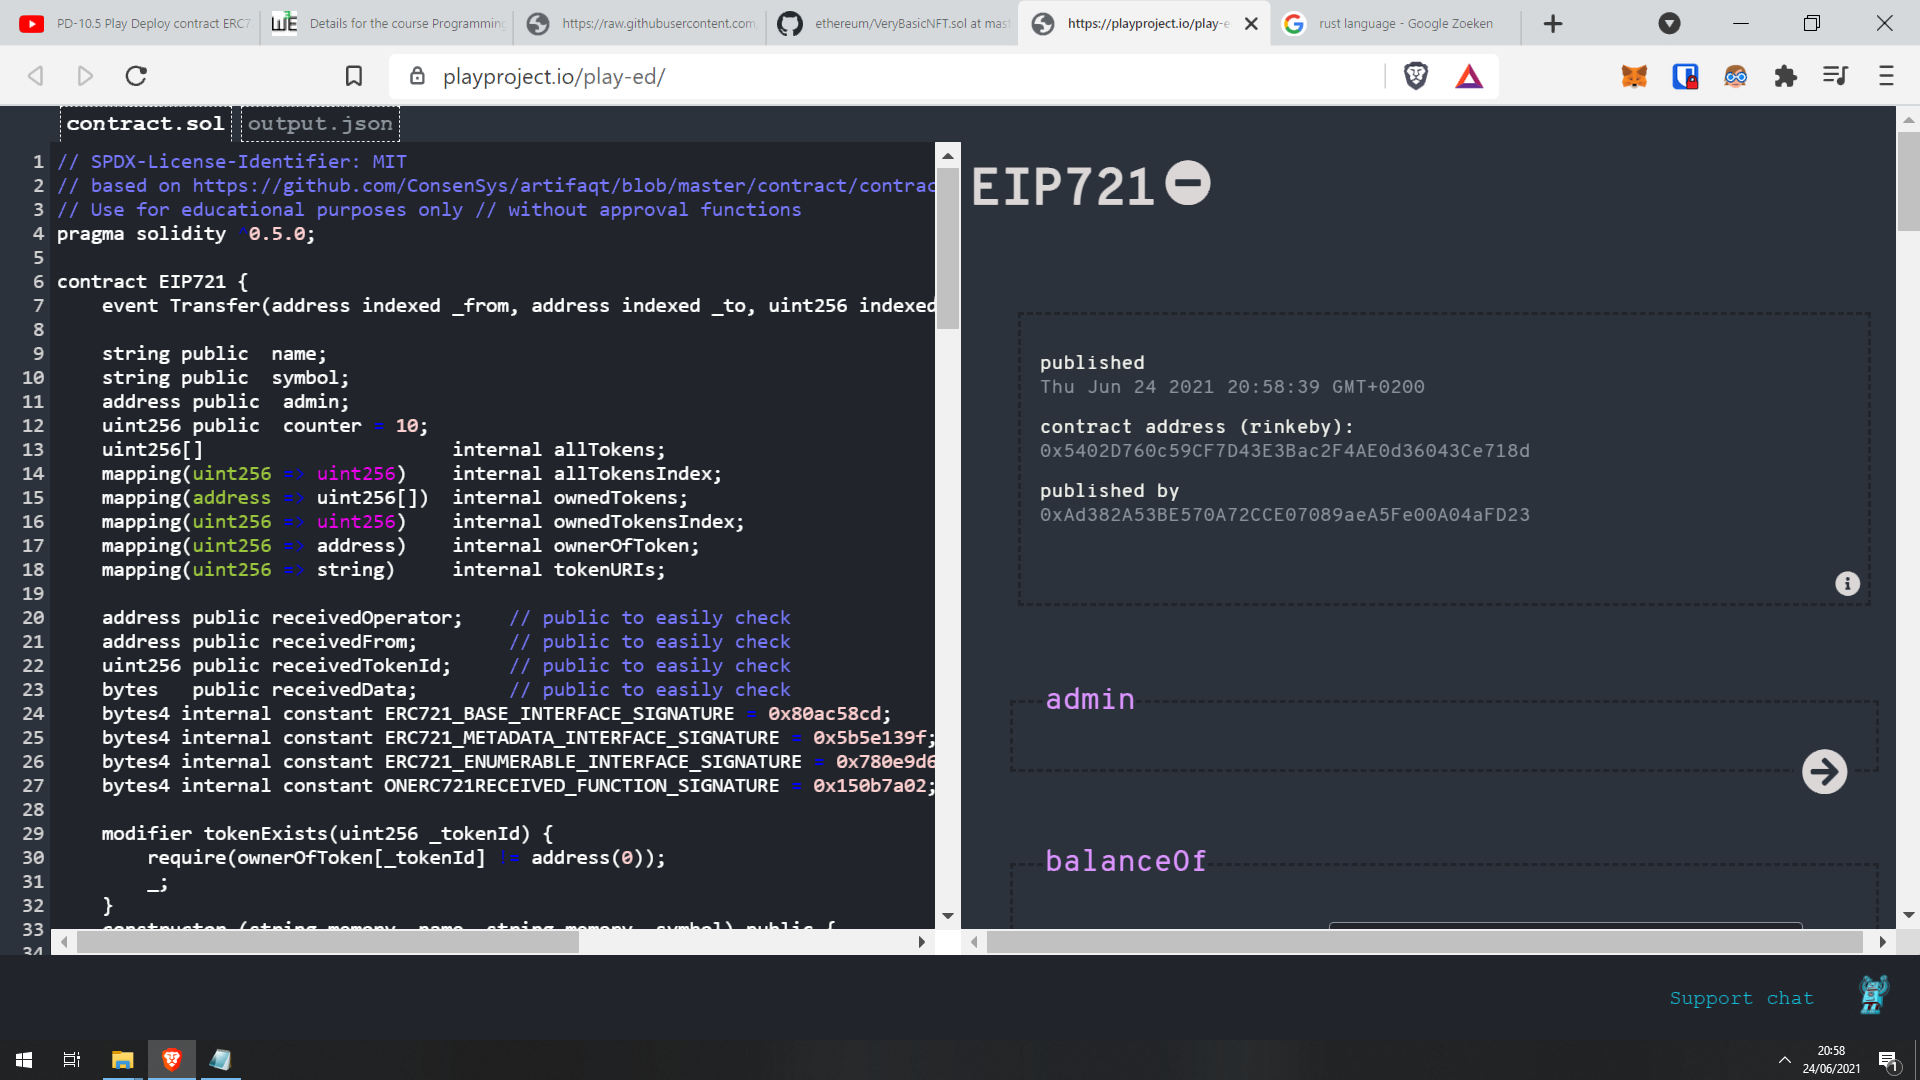 PD-10.5 Play Deploy contract ERC7
Details for the course Programming
https://raw.githubusercontent.com
ethereum/VeryBasicNFT.sol at mast
https://playproject.io/play-e
rust language - Google Zoeken
playproject.io/play-ed/
contract.sol
output.json
1 // SPDX-License-Identifier: MIT
2 // based on https://github.com/ConsenSys/artifaqt/blob/master/contract/contrac
3 // Use for educational purposes only // without approval functions
4 pragma solidity ^0.5.0;
5
6 contract EIP721 {
7 event Transfer(address indexed _from, address indexed _to, uint256 indexed
8
9 string public name;
10 string public symbol;
11 address public admin;
12 uint256 public counter = 10;
13 uint256[] internal allTokens;
14 mapping(uint256 => uint256) internal allTokensIndex;
15 mapping(address => uint256[]) internal ownedTokens;
16 mapping(uint256 => uint256) internal ownedTokensIndex;
17 mapping(uint256 => address) internal ownerOfToken;
18 mapping(uint256 => string) internal tokenURIs;
19
20 address public receivedOperator; // public to easily check
21 address public receivedFrom; // public to easily check
22 uint256 public receivedTokenId; // public to easily check
23 bytes public receivedData; // public to easily check
24 bytes4 internal constant ERC721_BASE_INTERFACE_SIGNATURE = 0x80ac58cd;
25 bytes4 internal constant ERC721_METADATA_INTERFACE_SIGNATURE = 0x5b5e139f;
26 bytes4 internal constant ERC721_ENUMERABLE_INTERFACE_SIGNATURE = 0x780e9d6
27 bytes4 internal constant ONERC721RECEIVED_FUNCTION_SIGNATURE = 0x150b7a02;
28
29 modifier tokenExists(uint256 _tokenId) {
30 require(ownerOfToken[_tokenId] != address(0));
31 _;
32 }
33 constructor (string memory _name, string memory _symbol) public {
34
EIP721
published
Thu Jun 24 2021 20:58:39 GMT+0200
contract address (rinkeby):
0x5402D760c59CF7D43E3Bac2F4AE0d36043Ce718d
published by
0xAd382A53BE570A72CCE07089aeA5Fe00A04aFD23
admin
balanceOf
Support chat
20:58
24/06/2021
1